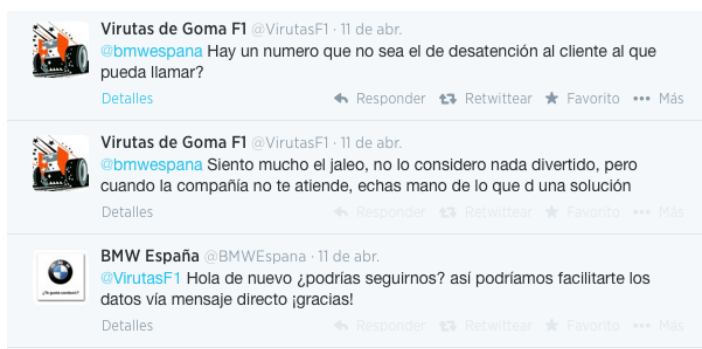 Virutas de Goma F1 @VirutasF1 · 11 de abr.
@bmwespana Hay un numero que no sea el de desatención al cliente al que
pueda llamar?
Detalles Responder Retwittear Favorito Más
Virutas de Goma F1 @VirutasF1 · 11 de abr.
@bmwespana Siento mucho el jaleo, no lo considero nada divertido, pero
cuando la compañía no te atiende, echas mano de lo que d una solución
Detalles Responder Retwittear Favorito Más
BMW España @BMWEspana · 11 de abr.
@VirutasF1 Hola de nuevo ¿podrías seguirnos? así podríamos facilitarte los
datos vía mensaje directo ¡gracias!
Detalles Responder Retwittear Favorito Más